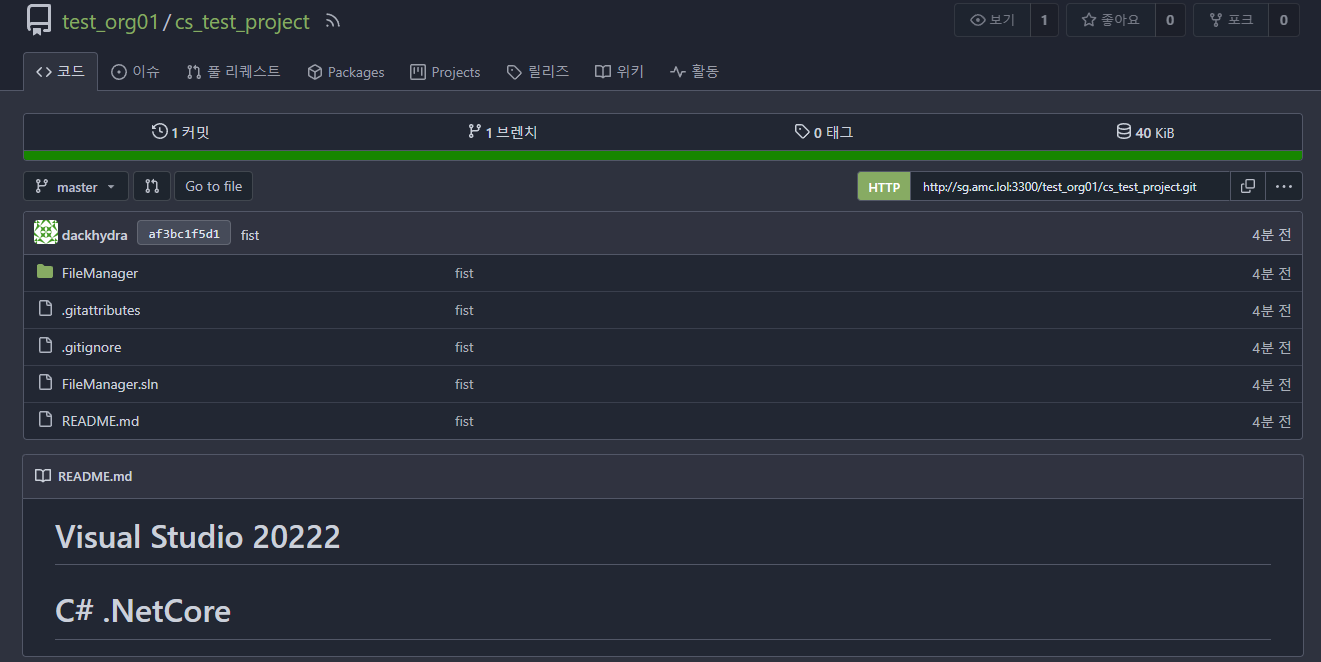 test_org01/cs_test_project 보기 1 좋아요 0 포크 0
코드 이슈 풀 리퀘스트 Packages Projects 릴리즈 위키 활동
1 커밋 1 브렌치 0 태그 40 KiB
master Go to file HTTP http://sg.amc.lol:3300/test_org01/cs_test_project.git ...
dackhydra af3bc1f5d1 fist 4분 전
FileManager fist 4분 전
.gitattributes fist 4분 전
.gitignore fist 4분 전
FileManager.sln fist 4분 전
README.md fist 4분 전
README.md
Visual Studio 20222
C# .NetCore